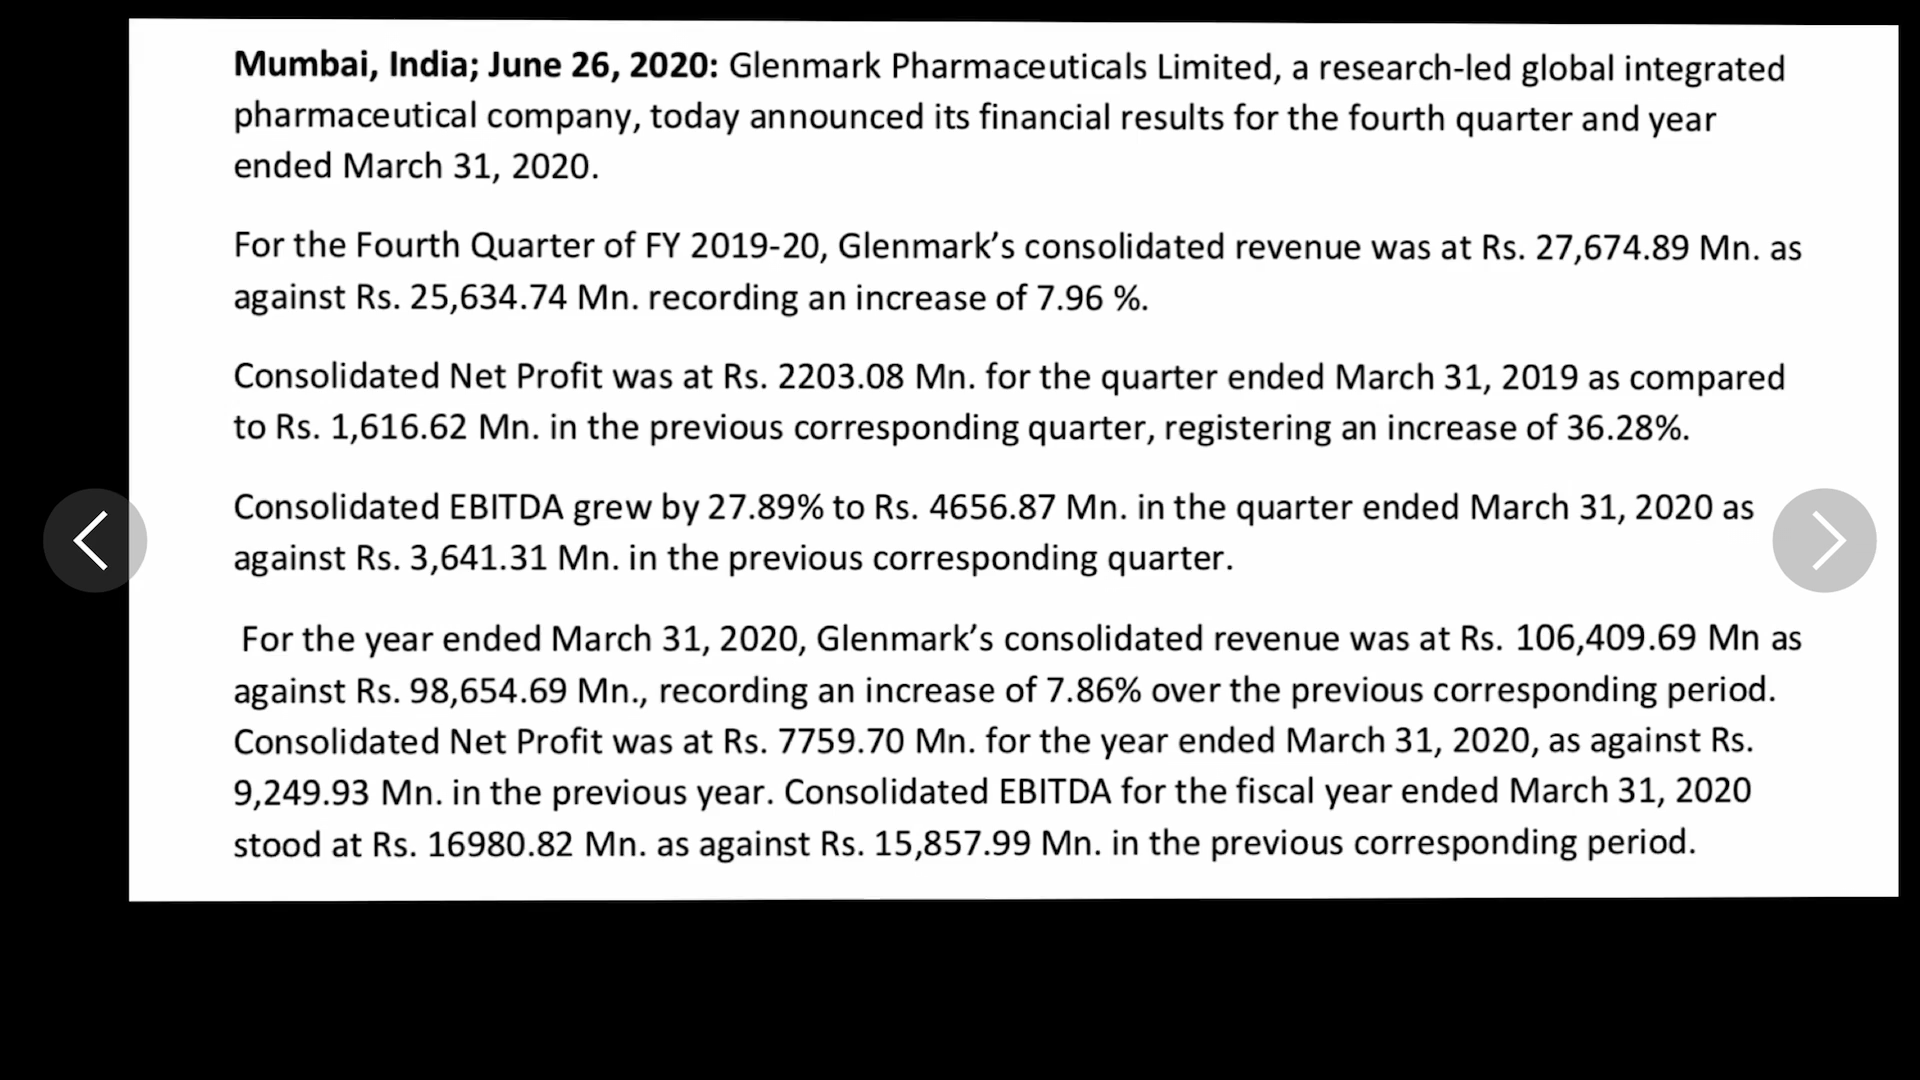 Mumbai, India; June 26, 2020: Glenmark Pharmaceuticals Limited, a research-led global integrated
pharmaceutical company, today announced its financial results for the fourth quarter and year
ended March 31, 2020.
For the Fourth Quarter of FY 2019-20, Glenmark’s consolidated revenue was at Rs. 27,674.89 Mn. as
against Rs. 25,634.74 Mn. recording an increase of 7.96 %.
Consolidated Net Profit was at Rs. 2203.08 Mn. for the quarter ended March 31, 2019 as compared
to Rs. 1,616.62 Mn. in the previous corresponding quarter, registering an increase of 36.28%.
Consolidated EBITDA grew by 27.89% to Rs. 4656.87 Mn. in the quarter ended March 31, 2020 as
against Rs. 3,641.31 Mn. in the previous corresponding quarter.
For the year ended March 31, 2020, Glenmark’s consolidated revenue was at Rs. 106,409.69 Mn as
against Rs. 98,654.69 Mn., recording an increase of 7.86% over the previous corresponding period.
Consolidated Net Profit was at Rs. 7759.70 Mn. for the year ended March 31, 2020, as against Rs.
9,249.93 Mn. in the previous year. Consolidated EBITDA for the fiscal year ended March 31, 2020
stood at Rs. 16980.82 Mn. as against Rs. 15,857.99 Mn. in the previous corresponding period.